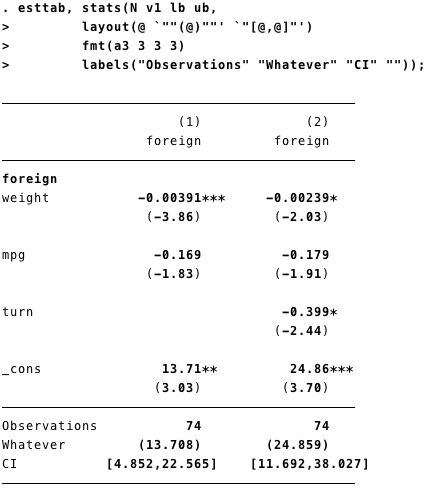 . esttab, stats(N v1 lb ub,
> layout(@ `""(@)""' `"[@,@]"')
> fmt(a3 3 3 3)
> labels("Observations" "Whatever" "CI" ""));
(1) (2)
foreign foreign
foreign
weight -0.00391*** -0.00239*
(-3.86) (-2.03)
mpg -0.169 -0.179
(-1.83) (-1.91)
turn -0.399*
(-2.44)
_cons 13.71** 24.86***
(3.03) (3.70)
Observations 74 74
Whatever (13.708) (24.859)
CI [4.852,22.565] [11.692,38.027]